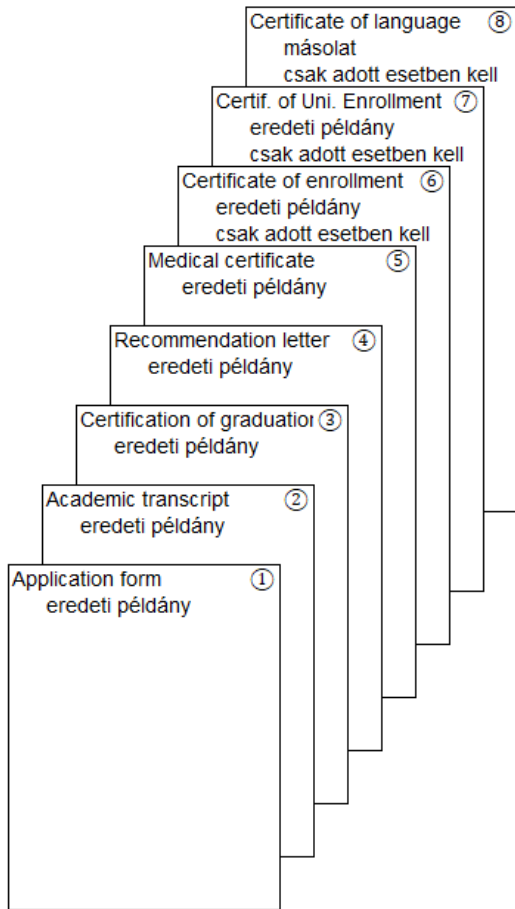 Certificate of language ⑧
másolat
csak adott esetben kell
Certif. of Uni. Enrollment ⑦
eredeti példány
csak adott esetben kell
Certificate of enrollment ⑥
eredeti példány
csak adott esetben kell
Medical certificate ⑤
eredeti példány
Recommendation letter ④
eredeti példány
Certification of graduation ③
eredeti példány
Academic transcript ②
eredeti példány
Application form ①
eredeti példány